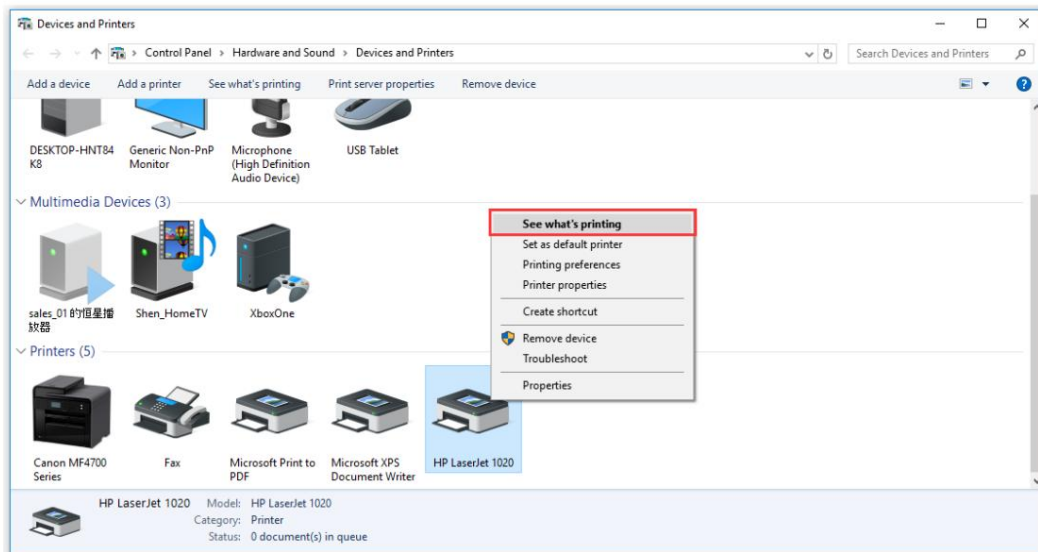 Devices and Printers
Control Panel > Hardware and Sound > Devices and Printers
Search Devices and Printers
Add a device
Add a printer
See what's printing
Print server properties
Remove device
DESKTOP-HNT84
K8
Generic Non-PnP
Monitor
Microphone
(High Definition
Audio Device)
USB Tablet
Multimedia Devices (3)
sales_01 的恒星播
放器
Shen_HomeTV
XboxOne
See what's printing
Set as default printer
Printing preferences
Printer properties
Create shortcut
Remove device
Troubleshoot
Properties
Printers (5)
Canon MF4700
Series
Fax
Microsoft Print to
PDF
Microsoft XPS
Document Writer
HP LaserJet 1020
HP LaserJet 1020
Model: HP LaserJet 1020
Category: Printer
Status: 0 document(s) in queue